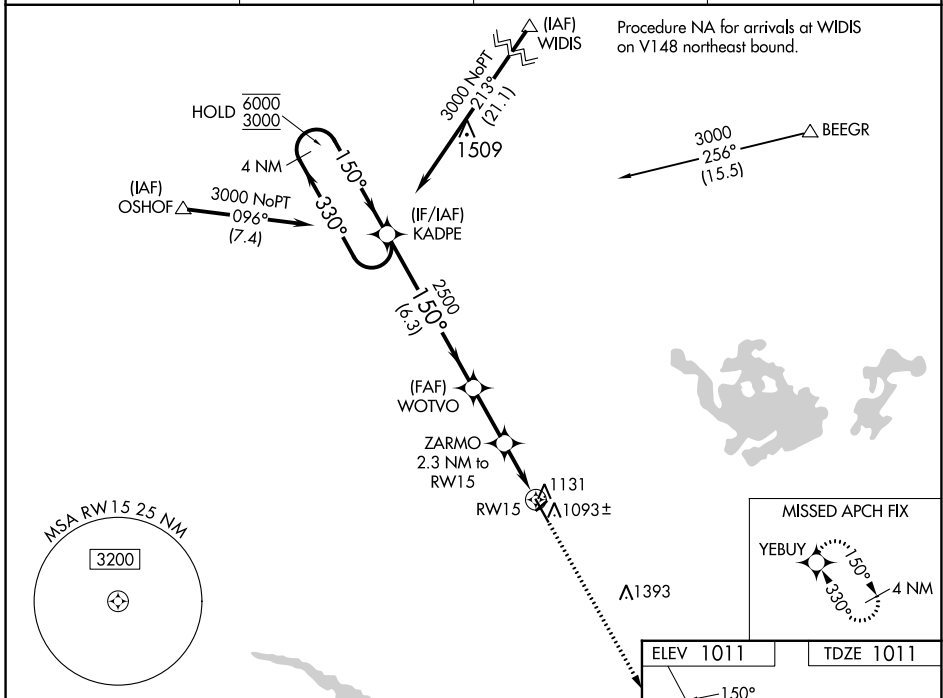 (IAF)
WIDIS
Procedure NA for arrivals at WIDIS
on V148 northeast bound.
3000 NoPT
213°
(21.1)
1509
HOLD 6000
3000
4 NM
150°
330°
3000
256°
(15.5)
BEEGR
(IAF)
OSHOF
3000 NoPT
096°
(7.4)
(IF/IAF)
KADPE
2500
150°
(6.3)
(FAF)
WOTVO
ZARMO
2.3 NM to
RW15
RW15
1131
1093±
MSA RW15 25 NM
3200
1393
MISSED APCH FIX
YEBUY
150°
330°
4 NM
ELEV 1011
TDZE 1011
150°